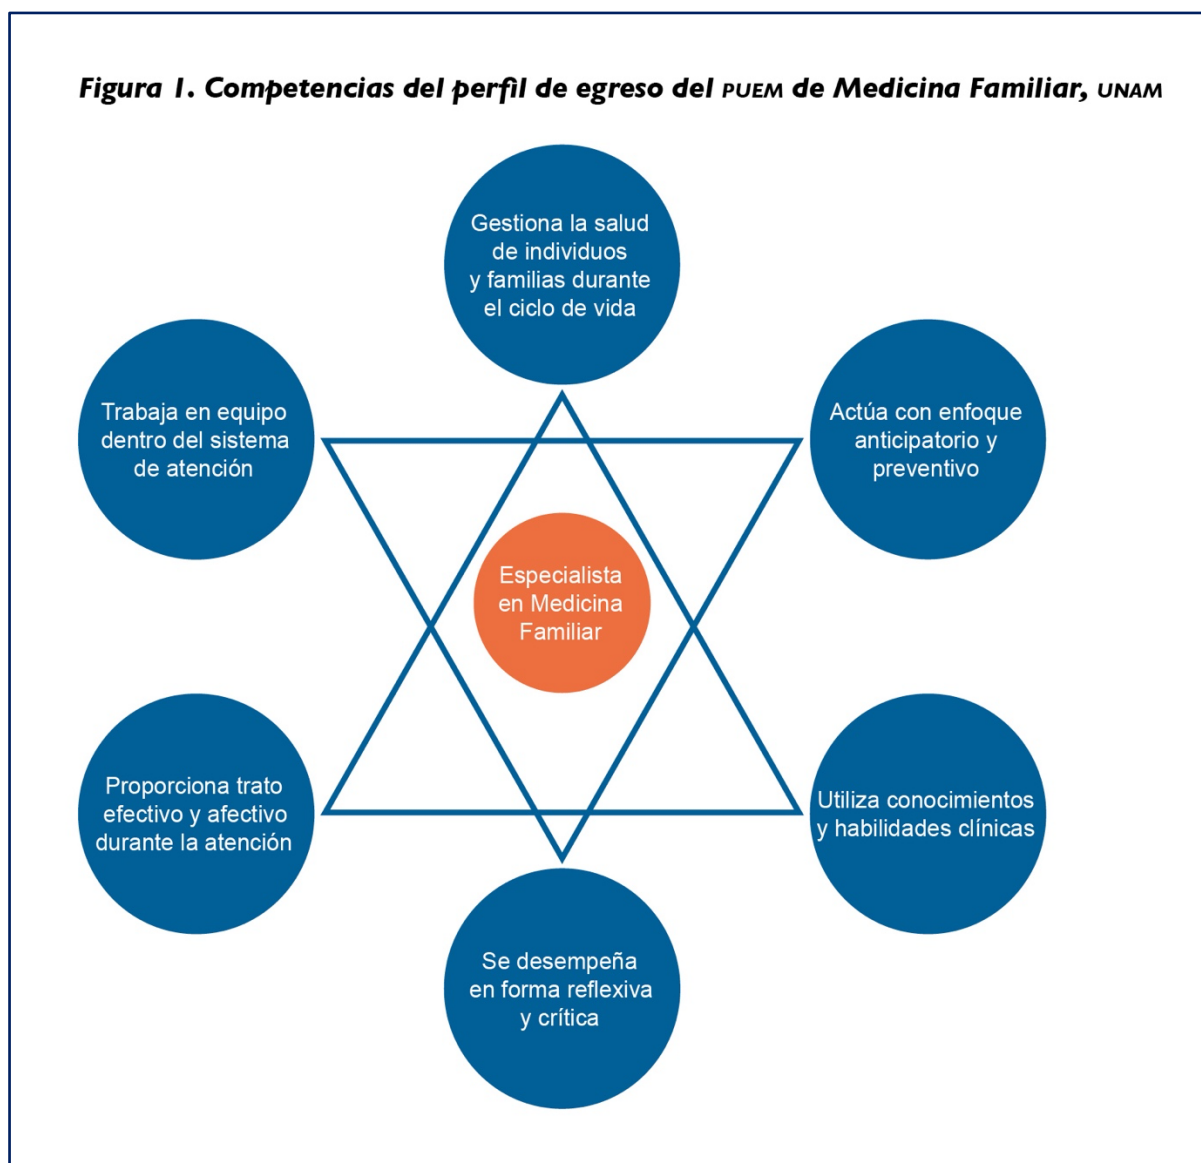 Figura 1. Competencias del perfil de egreso del PUEM de Medicina Familiar, UNAM
Gestiona la salud
de individuos
y familias durante
el ciclo de vida
Trabaja en equipo
dentro del sistema
de atención
Actúa con enfoque
anticipatorio y
preventivo
Especialista
en Medicina
Familiar
Proporciona trato
efectivo y afectivo
durante la atención
Utiliza conocimientos
y habilidades clínicas
Se desempeña
en forma reflexiva
y crítica